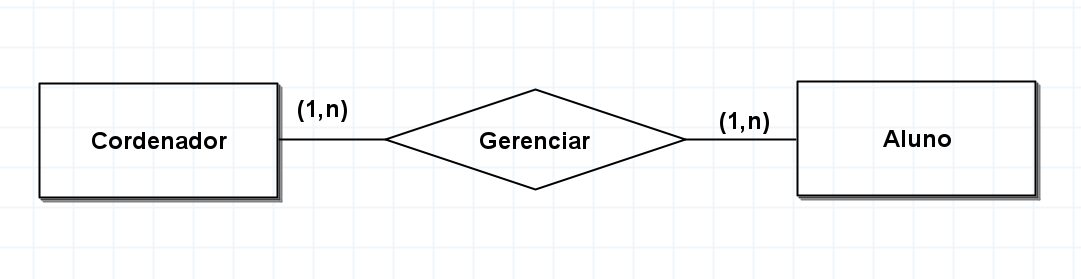 Cordenador
(1,n)
Gerenciar
(1,n)
Aluno